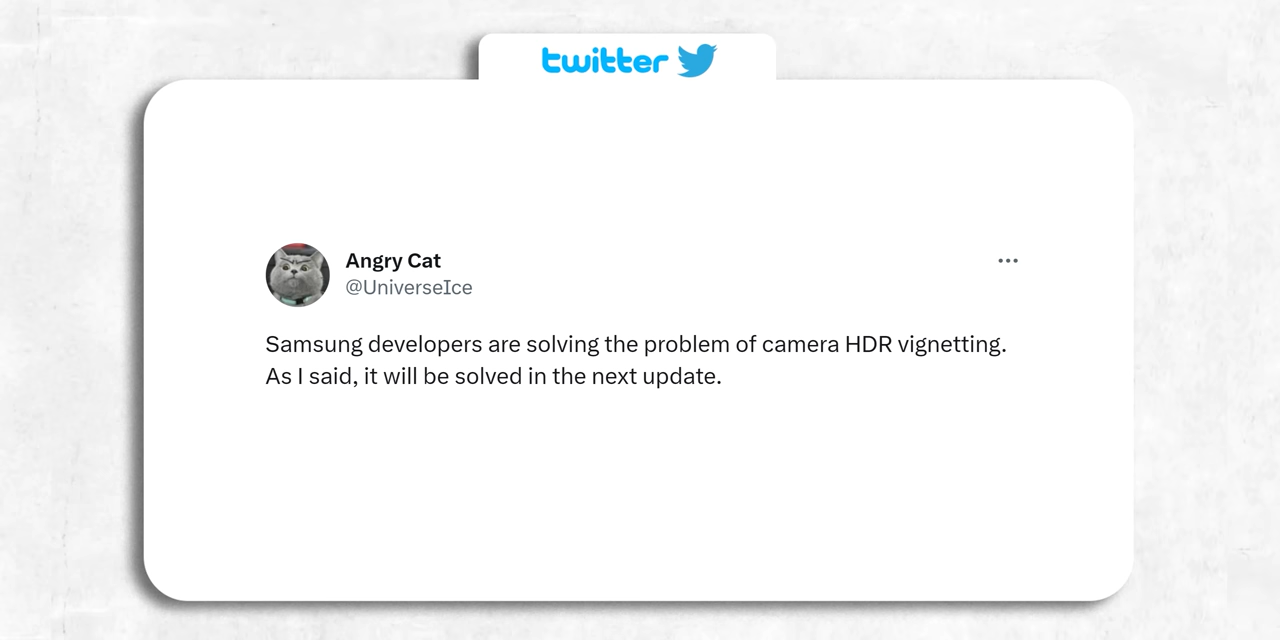 twitter
Angry Cat
@UniverseIce
Samsung developers are solving the problem of camera HDR vignetting.
As I said, it will be solved in the next update.